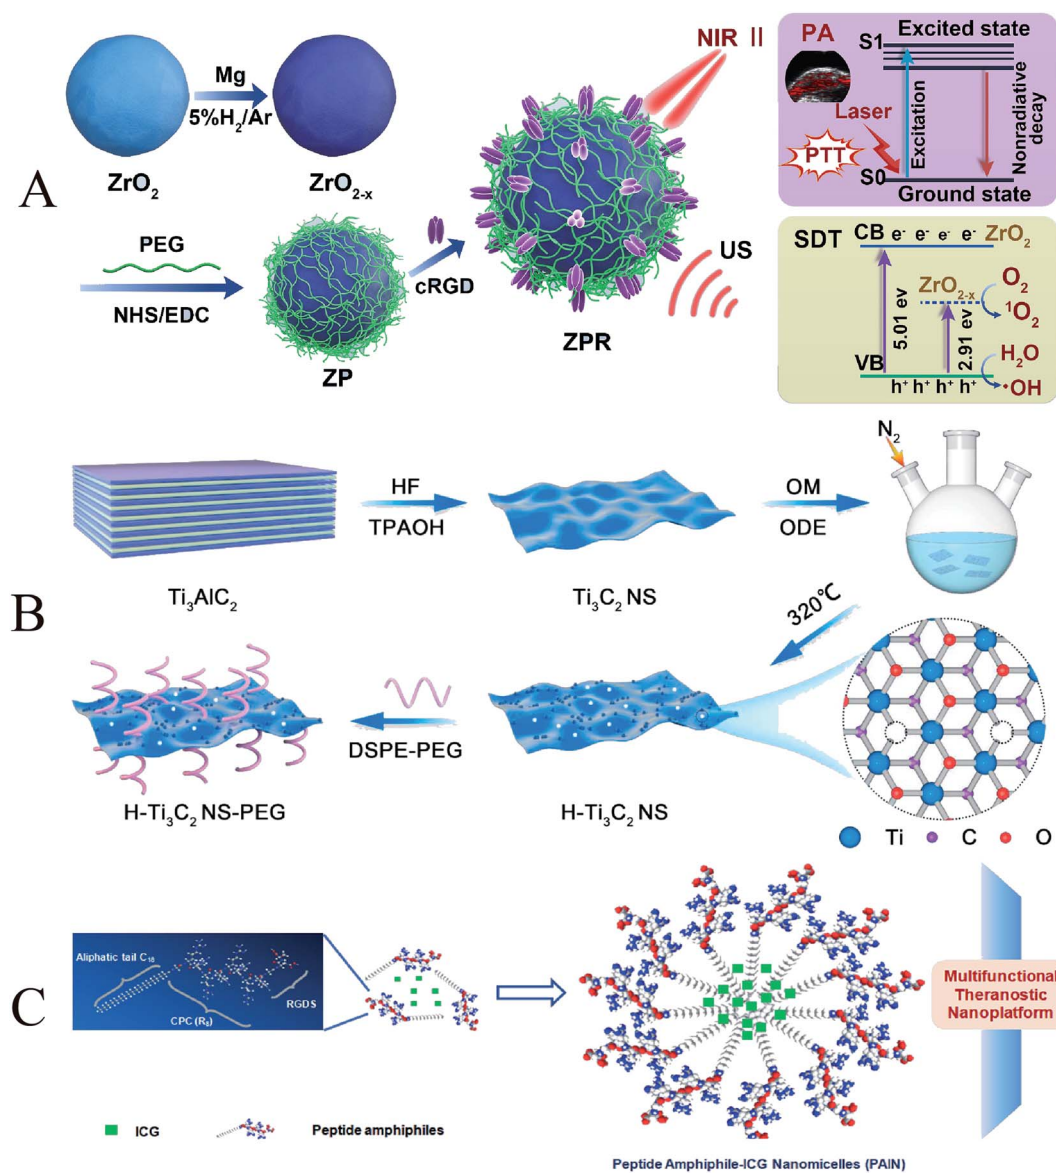 A
ZrO2
Mg
5%H2/Ar
ZrO2-x
PEG
NHS/EDC
ZP
cRGD
NIR II
US
ZPR
PA
S1
Excited state
Laser
PTT
Excitation
Nonradiative
decay
S0
Ground state
SDT
CB
e- e- e- e-
ZrO2
ZrO2-x
5.01 ev
2.91 ev
O2
1O2
H2O
•OH
VB
h+ h+ h+ h+
B
Ti3AlC2
HF
TPAOH
Ti3C2 NS
OM
ODE
N2
320℃
H-Ti3C2 NS
DSPE-PEG
H-Ti3C2 NS-PEG
Ti
C
O
C
Aliphatic tail C18
CPC (R8)
RGDS
ICG
Peptide amphiphiles
Peptide Amphiphile-ICG Nanomicelles (PAIN)
Multifunctional
Theranostic
Nanoplatform